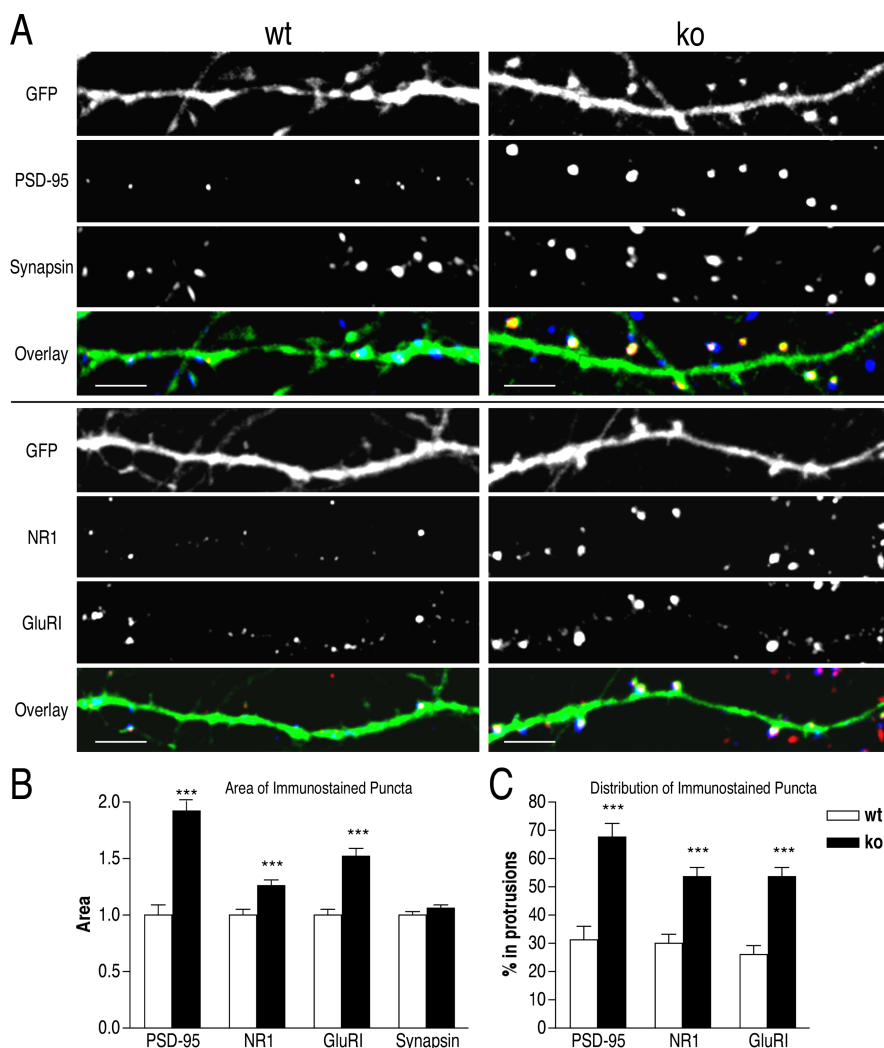 A
wt
ko
GFP
PSD-95
Synapsin
Overlay
GFP
NR1
GluRI
Overlay
B
Area of Immunostained Puncta
2.0
1.5
1.0
0.5
0.0
Area
***
***
***
PSD-95 NR1 GluRI Synapsin
C
Distribution of Immunostained Puncta
80
70
60
50
40
30
20
10
0
% in protrusions
***
***
***
PSD-95 NR1 GluRI
wt
ko